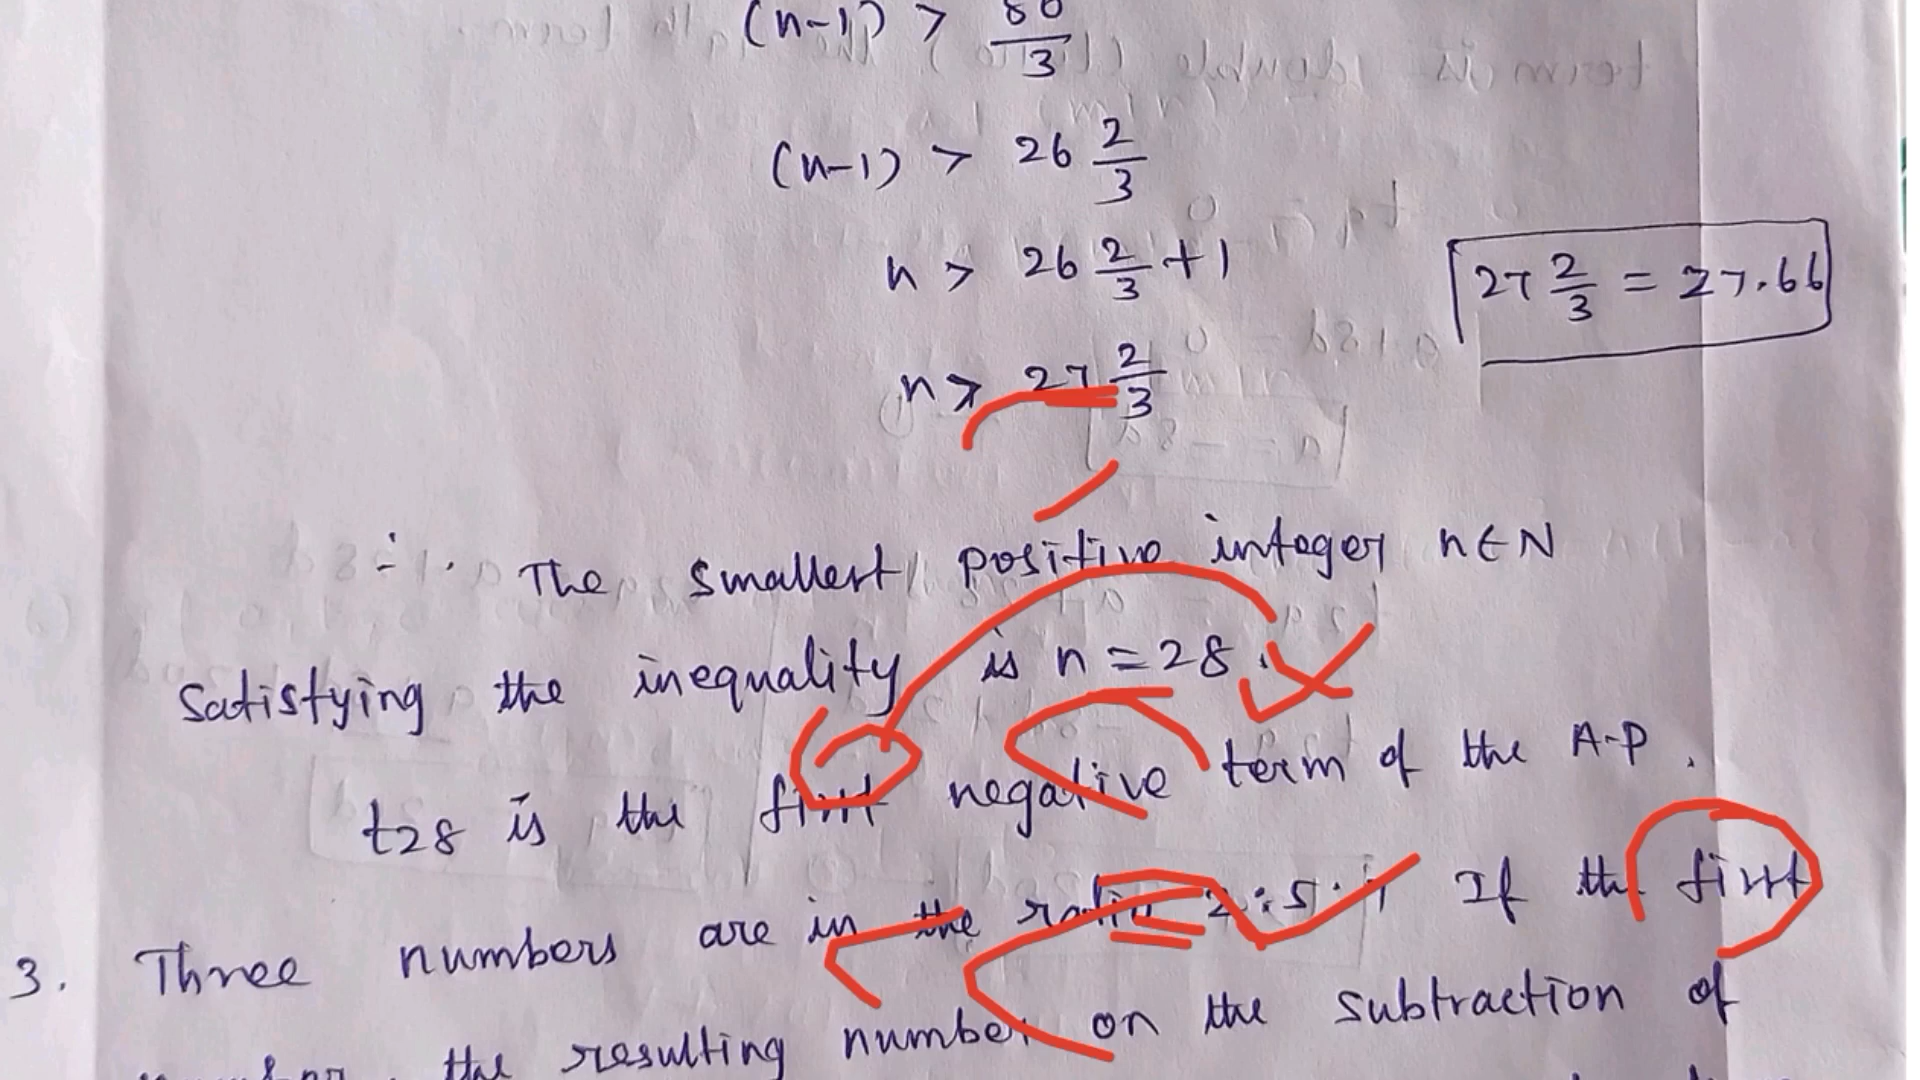 (n-1) > 80/3
(n-1) > 26 2/3
n > 26 2/3 + 1
27 2/3 = 27.66
n > 27 2/3
∴ The smallest positive integer n∈N
satisfying the inequality is n = 28.
t28 is the first negative term of the A.P.
3. Three numbers are in the ratio 2:5:7 If the first
the resulting number on the subtraction of